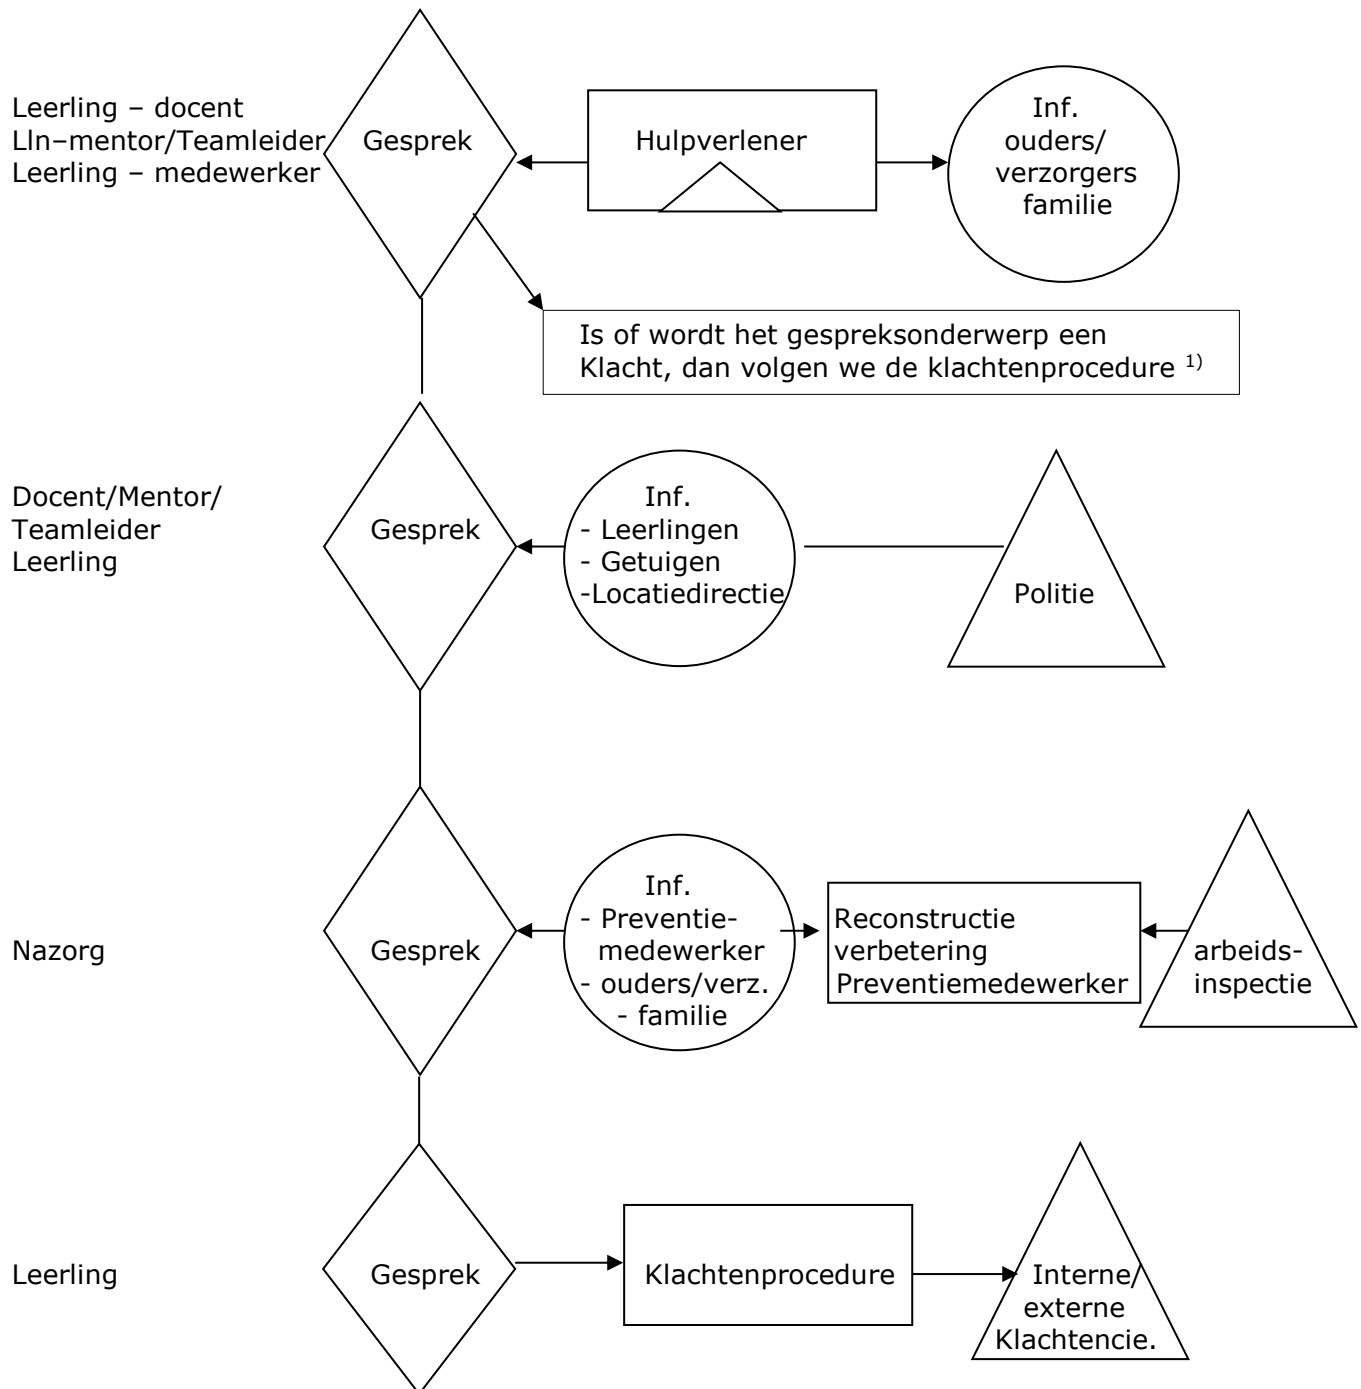 Leerling – docent
Lln–mentor/Teamleider
Leerling – medewerker
Gesprek
Hulpverlener
Inf.
ouders/
verzorgers
familie
Is of wordt het gespreksonderwerp een
Klacht, dan volgen we de klachtenprocedure ¹⁾
Docent/Mentor/
Teamleider
Leerling
Gesprek
Inf.
- Leerlingen
- Getuigen
-Locatiedirectie
Politie
Nazorg
Gesprek
Inf.
- Preventie-
medewerker
- ouders/verz.
- familie
Reconstructie
verbetering
Preventiemedewerker
arbeids-
inspectie
Leerling
Gesprek
Klachtenprocedure
Interne/
externe
Klachtencie.